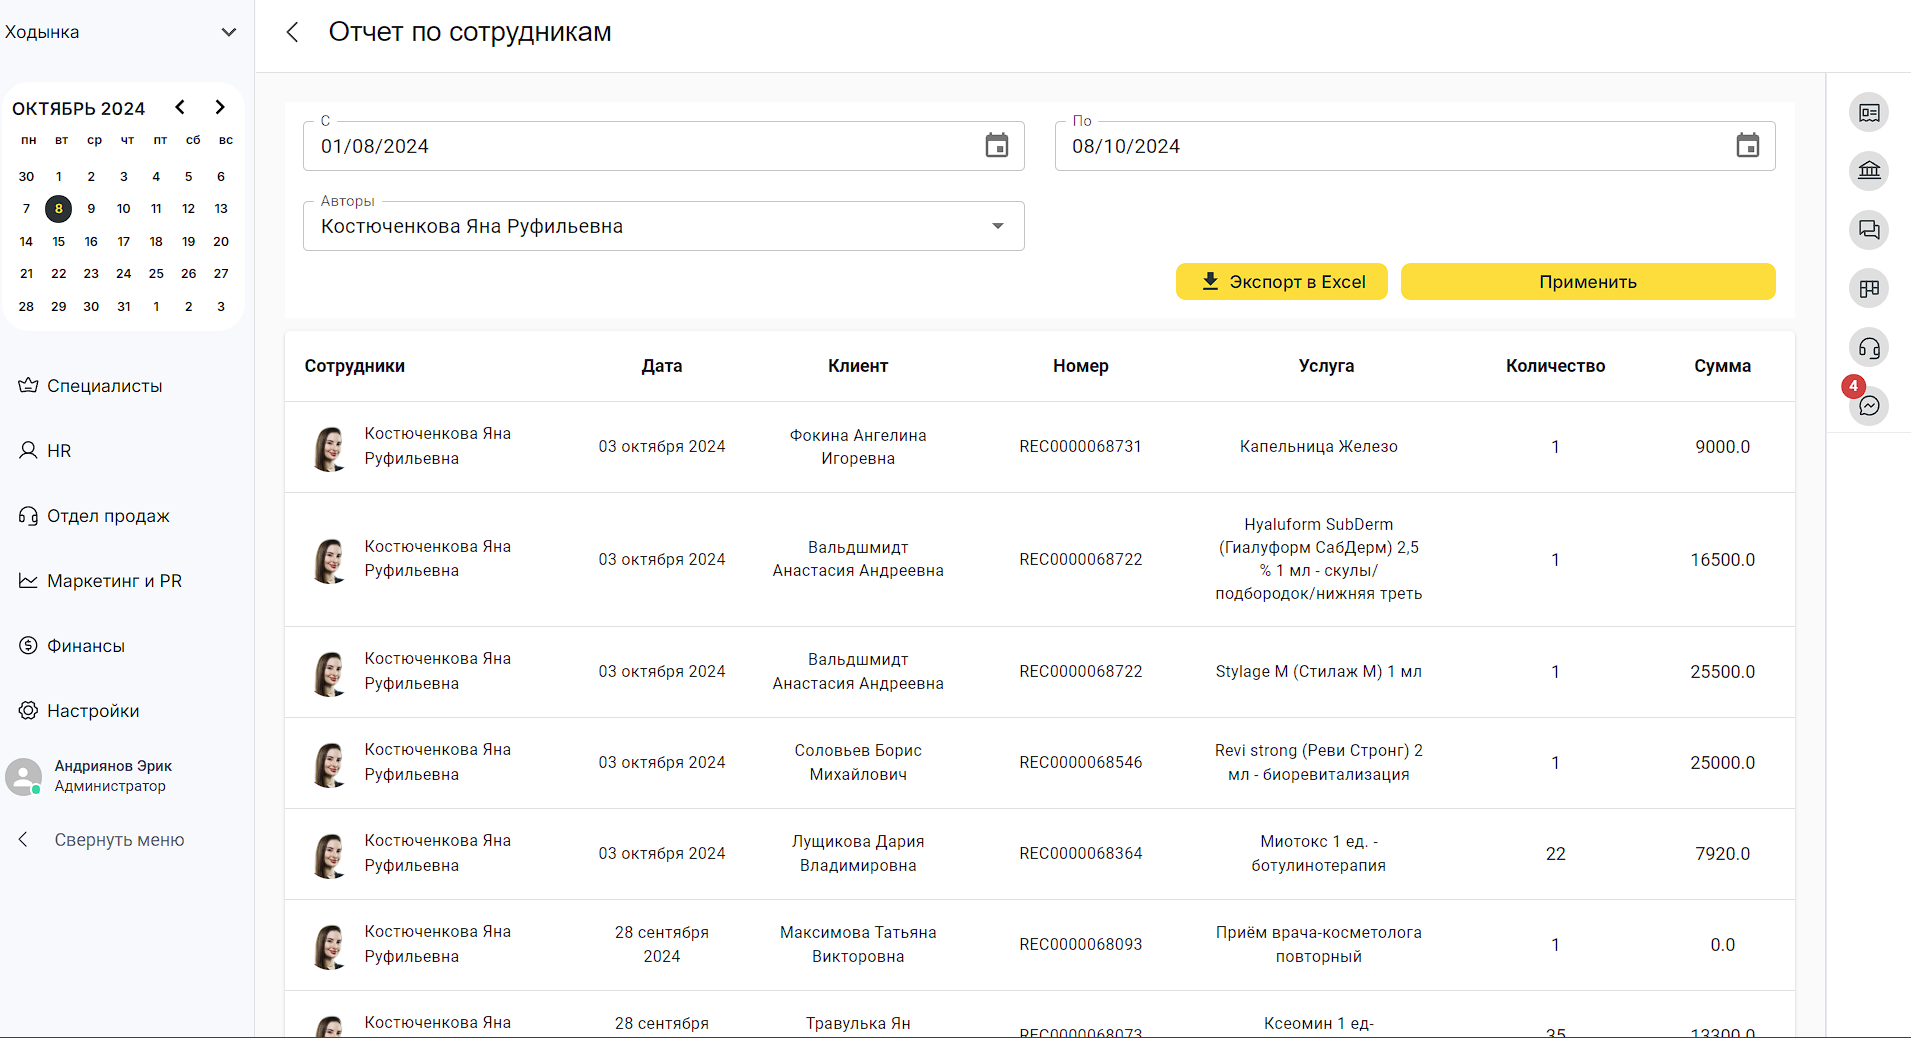 Ходынка
ОКТЯБРЬ 2024
пн вт ср чт пт сб вс
30 1 2 3 4 5 6
7 8 9 10 11 12 13
14 15 16 17 18 19 20
21 22 23 24 25 26 27
28 29 30 31 1 2 3
Специалисты
HR
Отдел продаж
Маркетинг и PR
Финансы
Настройки
Андриянов Эрик
Администратор
Свернуть меню
Отчет по сотрудникам
С
01/08/2024
По
08/10/2024
Авторы
Костюченкова Яна Руфильевна
Экспорт в Excel
Применить
Сотрудники Дата Клиент Номер Услуга Количество Сумма
Костюченкова Яна
Руфильевна
03 октября 2024
Фокина Ангелина
Игоревна
REC0000068731
Капельница Железо
1
9000.0
Костюченкова Яна
Руфильевна
03 октября 2024
Вальдшмидт
Анастасия Андреевна
REC0000068722
Hyaluform SubDerm
(Гиалуформ СабДерм) 2,5
% 1 мл - скулы/
подбородок/нижняя треть
1
16500.0
Костюченкова Яна
Руфильевна
03 октября 2024
Вальдшмидт
Анастасия Андреевна
REC0000068722
Stylage M (Стилаж М) 1 мл
1
25500.0
Костюченкова Яна
Руфильевна
03 октября 2024
Соловьев Борис
Михайлович
REC0000068546
Revi strong (Реви Стронг) 2
мл - биоревитализация
1
25000.0
Костюченкова Яна
Руфильевна
03 октября 2024
Лущикова Дария
Владимировна
REC0000068364
Миотокс 1 ед. -
ботулинотерапия
22
7920.0
Костюченкова Яна
Руфильевна
28 сентября
2024
Максимова Татьяна
Викторовна
REC0000068093
Приём врача-косметолога
повторный
1
0.0
Костюченкова Яна
28 сентября
Травулька Ян
REC0000068073
Ксеомин 1 ед-
35
13300.0
4